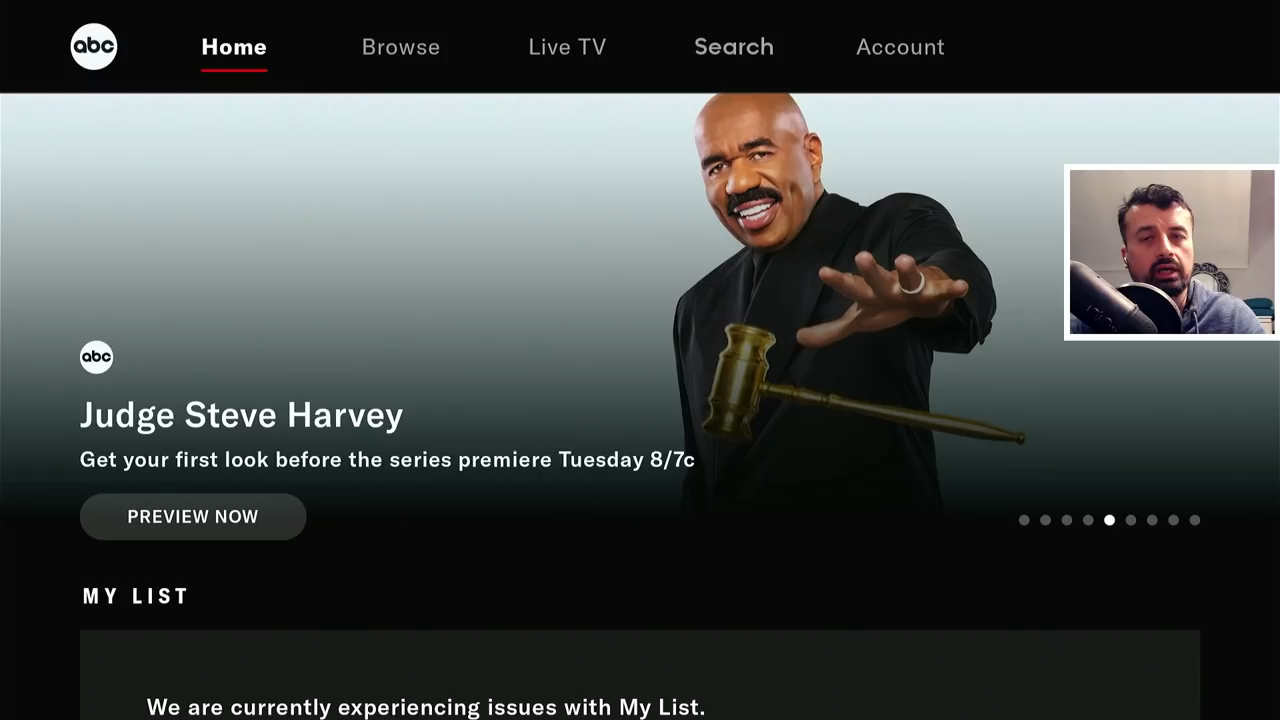 abc
Home
Browse
Live TV
Search
Account
abc
Judge Steve Harvey
Get your first look before the series premiere Tuesday 8/7c
PREVIEW NOW
MY LIST
We are currently experiencing issues with My List.